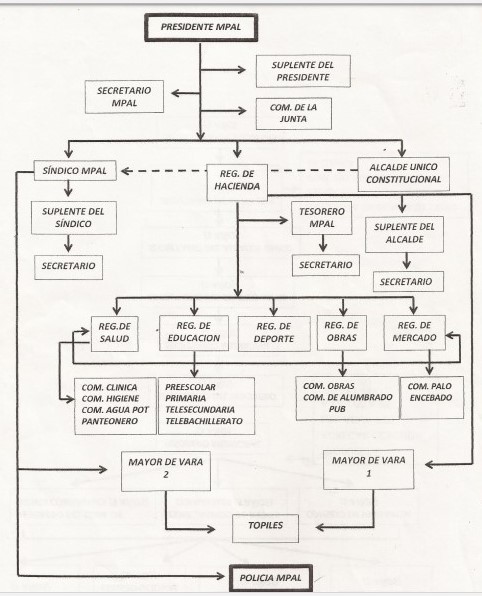 PRESIDENTE MPAL
SUPLENTE DEL
PRESIDENTE
SECRETARIO
MPAL
COM. DE LA
JUNTA
SÍNDICO MPAL
REG. DE
HACIENDA
ALCALDE UNICO
CONSTITUCIONAL
SUPLENTE DEL
SÍNDICO
TESORERO
MPAL
SUPLENTE DEL
ALCALDE
SECRETARIO
SECRETARIO
SECRETARIO
REG.DE
SALUD
REG. DE
EDUCACION
REG. DE
DEPORTE
REG. DE
OBRAS
REG. DE
MERCADO
COM. CLINICA
COM. HIGIENE
COM. AGUA POT
PANTEONERO
PREESCOLAR
PRIMARIA
TELESECUNDARIA
TELEBACHILLERATO
COM. OBRAS
COM. DE ALUMBRADO
PUB
COM. PALO
ENCEBADO
MAYOR DE VARA
2
MAYOR DE VARA
1
TOPILES
POLICIA MPAL